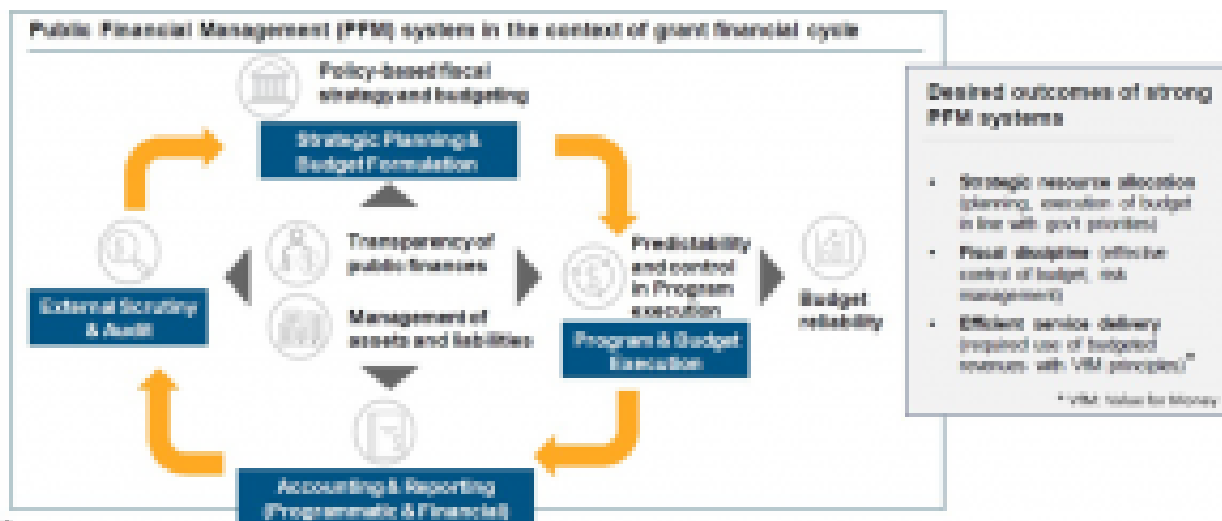 Public Financial Management (PFM) system in the context of grant financial cycle
Policy-based fiscal
strategy and budgeting
Strategic Planning &
Budget Formulation
Transparency of
public finances
Management of
assets and liabilities
External Scrutiny
& Audit
Predictability
and control
in Program
execution
Program & Budget
Execution
Budget
reliability
Accounting & Reporting
(Programmatic & Financial)
Desired outcomes of strong
PFM systems
• Strategic resource allocation
(planning, execution of budget
in line with gov't priorities)
• Fiscal discipline (effective
control of budget, risk
management)
• Efficient service delivery
(required use of budgeted
revenues with VfM principles)*
* VfM: Value for Money